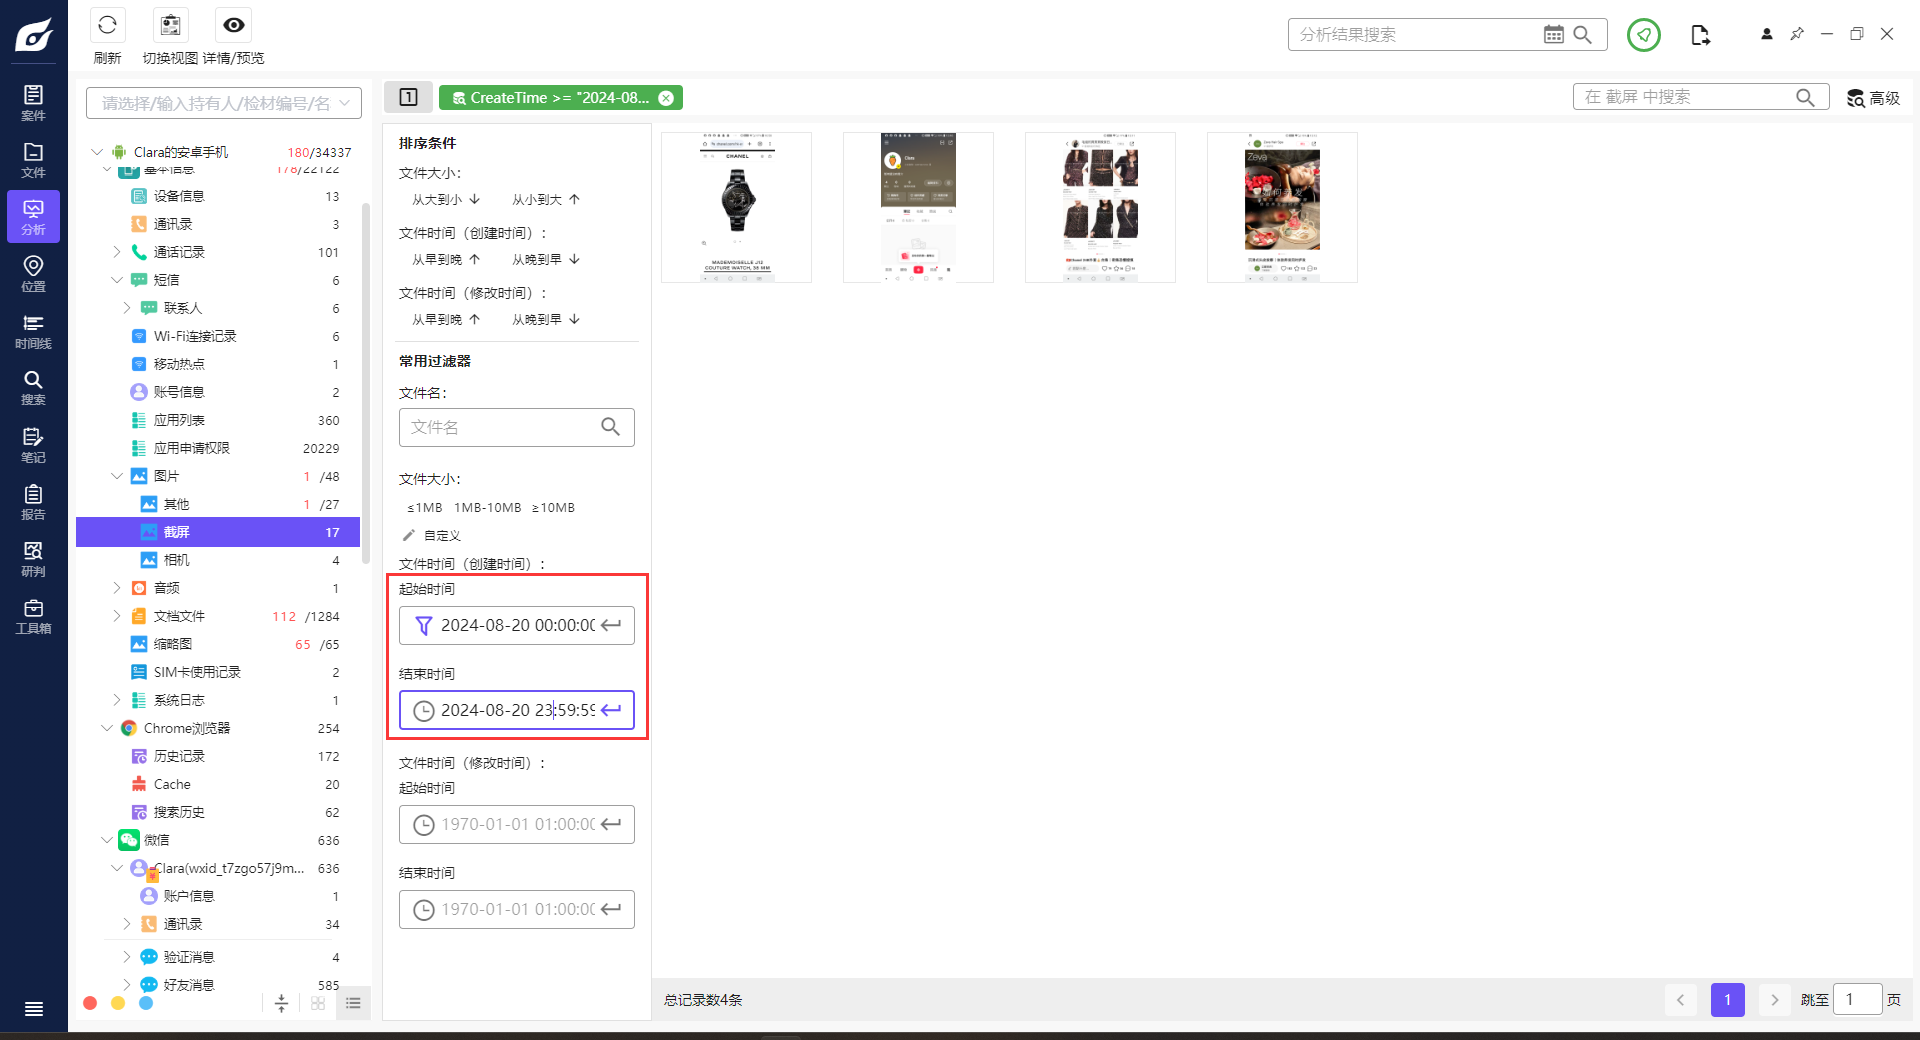 刷新
切换视图
详情/预览
分析结果搜索
案件
文件
分析
位置
时间线
搜索
笔记
报告
研判
工具箱
请选择/输入持有人/检材编号/名
Clara的安卓手机 180/34337
基本信息 178/22122
设备信息 13
通讯录 3
通话记录 101
短信 6
联系人 6
Wi-Fi连接记录 6
移动热点 1
账号信息 2
应用列表 360
应用申请权限 20229
图片 1 /48
其他 1 /27
截屏 17
相机 4
音频 1
文档文件 112 /1284
缩略图 65 /65
SIM卡使用记录 2
系统日志 1
Chrome浏览器 254
历史记录 172
Cache 20
搜索历史 62
微信 636
Clara(wxid_t7zgo57j9m... 636
账户信息 1
通讯录 34
验证消息 4
好友消息 585
1
CreateTime >= "2024-08...
在 截屏 中搜索
高级
排序条件
文件大小：
从大到小 ↓ 从小到大 ↑
文件时间（创建时间）：
从早到晚 ↑ 从晚到早 ↓
文件时间（修改时间）：
从早到晚 ↑ 从晚到早 ↓
常用过滤器
文件名：
文件名
文件大小：
≤1MB 1MB-10MB ≥10MB
自定义
文件时间（创建时间）：
起始时间
2024-08-20 00:00:00
结束时间
2024-08-20 23:59:59
文件时间（修改时间）：
起始时间
1970-01-01 01:00:00
结束时间
1970-01-01 01:00:00
CHANEL
MADEMOISELLE J12
COUTURE WATCH, 38 MM
Clara
Zeva
总记录数4条
1
跳至 1 页